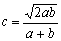 c = √(2ab) / (a + b)